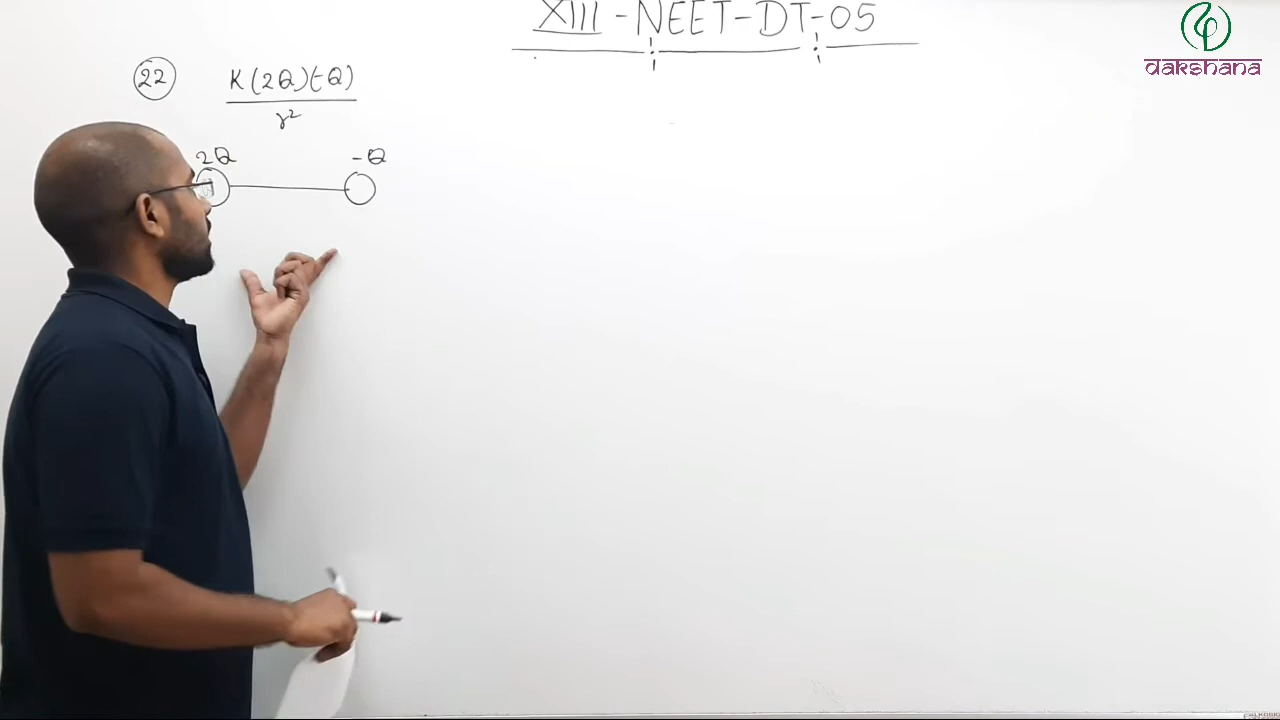 XIII - NEET - DT - 05
dakshana
22 K(2Q)(-Q)
r²
2Q -Q